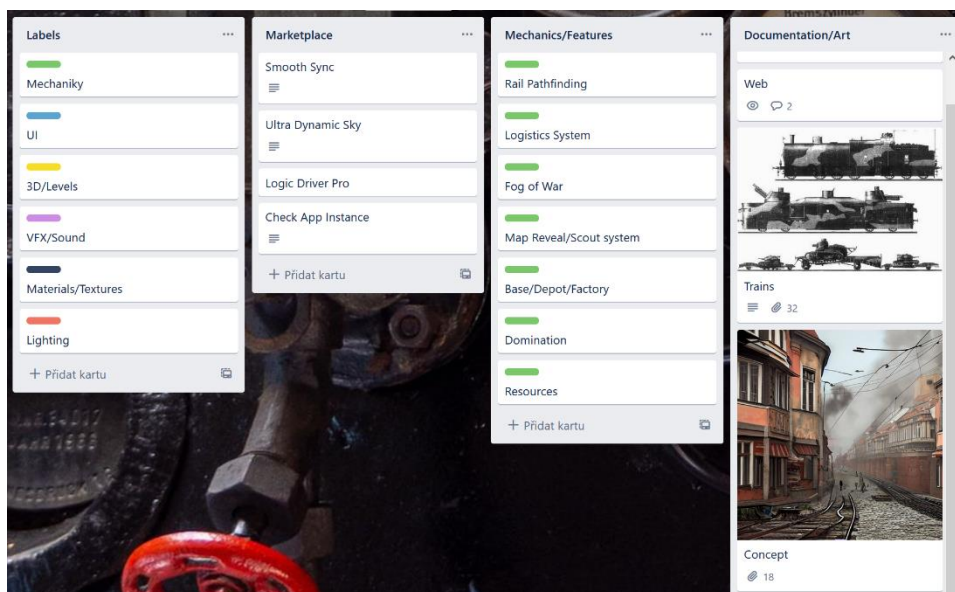 Labels
Mechaniky
UI
3D/Levels
VFX/Sound
Materials/Textures
Lighting
+ Přidat kartu
Marketplace
Smooth Sync
Ultra Dynamic Sky
Logic Driver Pro
Check App Instance
+ Přidat kartu
Mechanics/Features
Rail Pathfinding
Logistics System
Fog of War
Map Reveal/Scout system
Base/Depot/Factory
Domination
Resources
+ Přidat kartu
Documentation/Art
Web
2
Trains
32
Concept
18